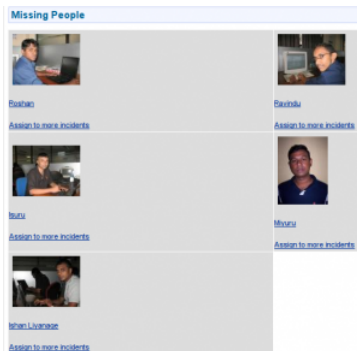 Missing People
Roshan
Ravindu
Assign to more incidents
Assign to more incidents
Isuru
Assign to more incidents
Miyuru
Assign to more incidents
Ishan Livanage
Assign to more incidents